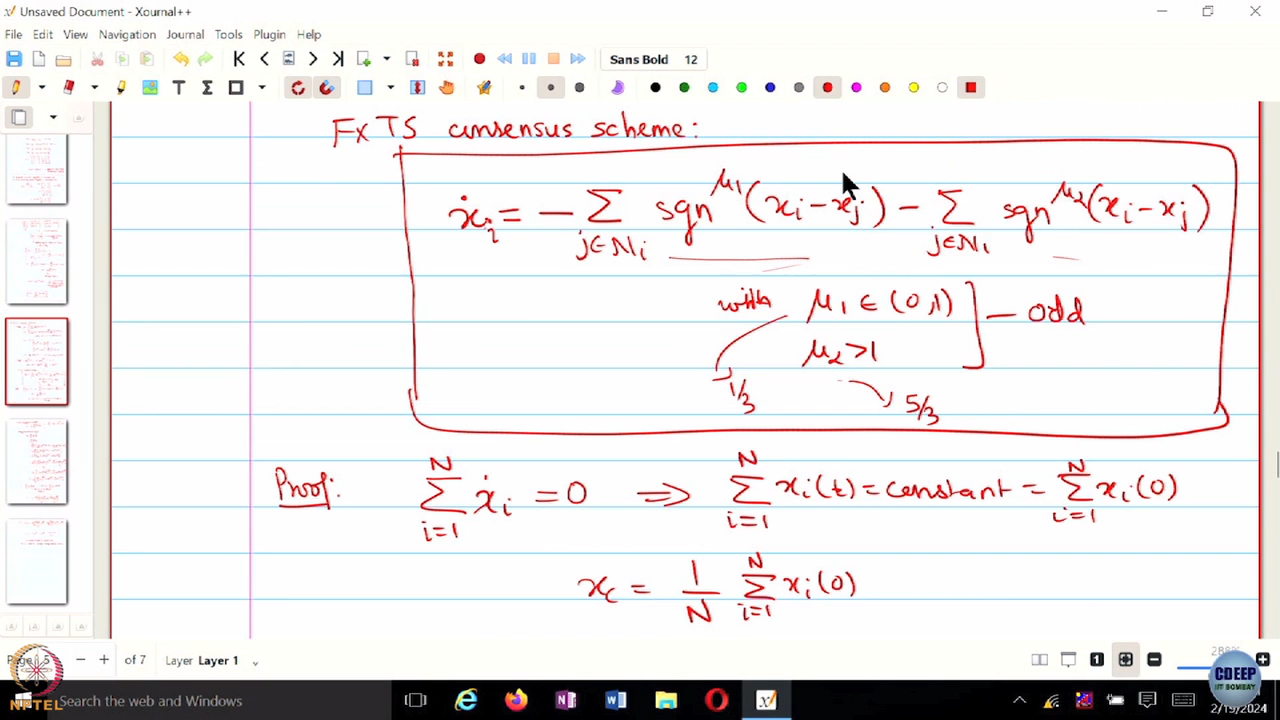 Unsaved Document - Xournal++
File Edit View Navigation Journal Tools Plugin Help
Sans Bold 12
FxTS consensus scheme:
ẋᵢ = - Σ_{j∈Nᵢ} sgn^{μ₁}(xᵢ-xⱼ) - Σ_{j∈Nᵢ} sgn^{μ₂}(xᵢ-xⱼ)
with μ₁ ∈ (0,1)
μ₂ >1
] - odd
1/3
5/3
Proof: Σ_{i=1}^{N} ẋᵢ = 0 ⇒ Σ_{i=1}^{N} xᵢ(t) = constant = Σ_{i=1}^{N} xᵢ(0)
x_c = 1/N Σ_{i=1}^{N} xᵢ(0)
of 7 Layer Layer 1
288%
Search the web and Windows
NPTEL
CDEEP
IIT BOMBAY
2/19/2024